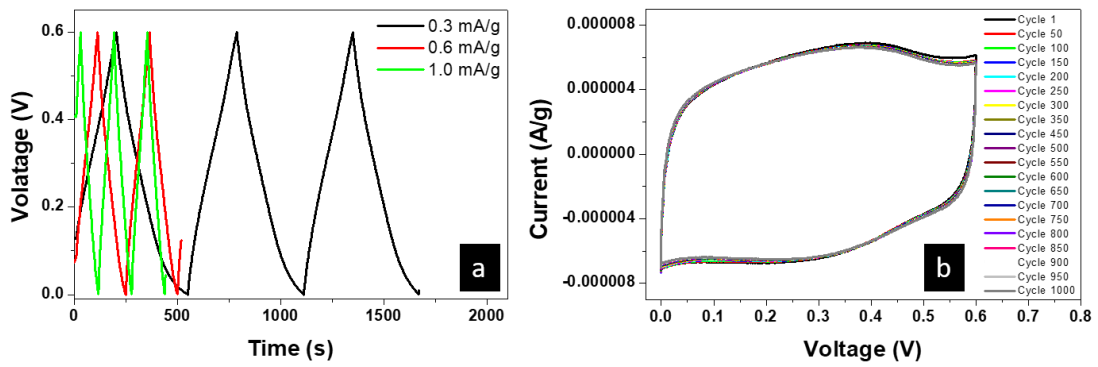 0.6
0.4
0.2
0.0
Volatage (V)
0
500
1000
1500
2000
Time (s)
0.3 mA/g
0.6 mA/g
1.0 mA/g
a
0.000008
0.000004
0.000000
-0.000004
-0.000008
Current (A/g)
0.0
0.1
0.2
0.3
0.4
0.5
0.6
0.7
0.8
Voltage (V)
Cycle 1
Cycle 50
Cycle 100
Cycle 150
Cycle 200
Cycle 250
Cycle 300
Cycle 350
Cycle 450
Cycle 500
Cycle 550
Cycle 600
Cycle 650
Cycle 700
Cycle 750
Cycle 800
Cycle 850
Cycle 900
Cycle 950
Cycle 1000
b